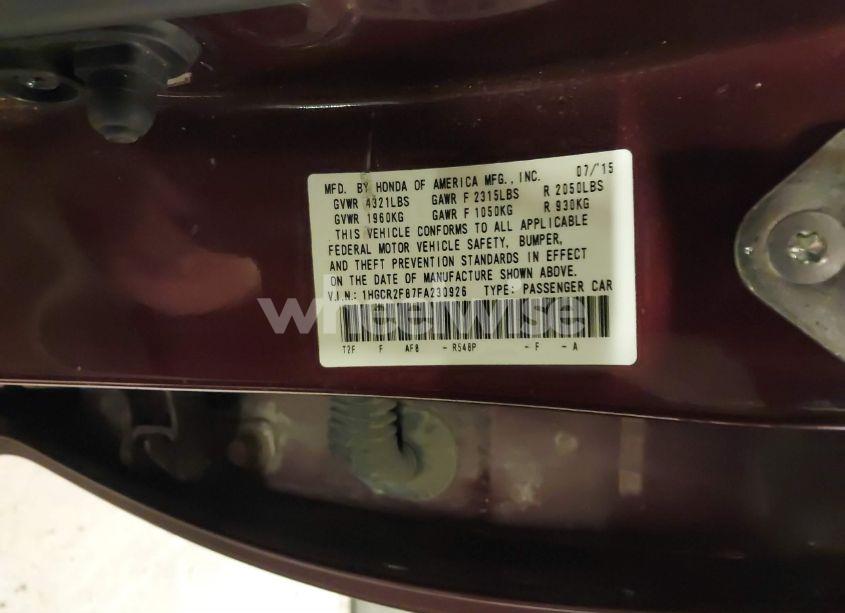 MFD. BY HONDA OF AMERICA MFG., INC. 07/'15
GVWR 4321LBS GAWR F 2315LBS R 2050LBS
GVWR 1960KG GAWR F 1050KG R 930KG
THIS VEHICLE CONFORMS TO ALL APPLICABLE
FEDERAL MOTOR VEHICLE SAFETY, BUMPER,
AND THEFT PREVENTION STANDARDS IN EFFECT
ON THE DATE OF MANUFACTURE SHOWN ABOVE.
V.I.N.: 1HGCR2F87FA230926 TYPE: PASSENGER CAR
wheelwise
T2F F AF8 - R548P - F - A